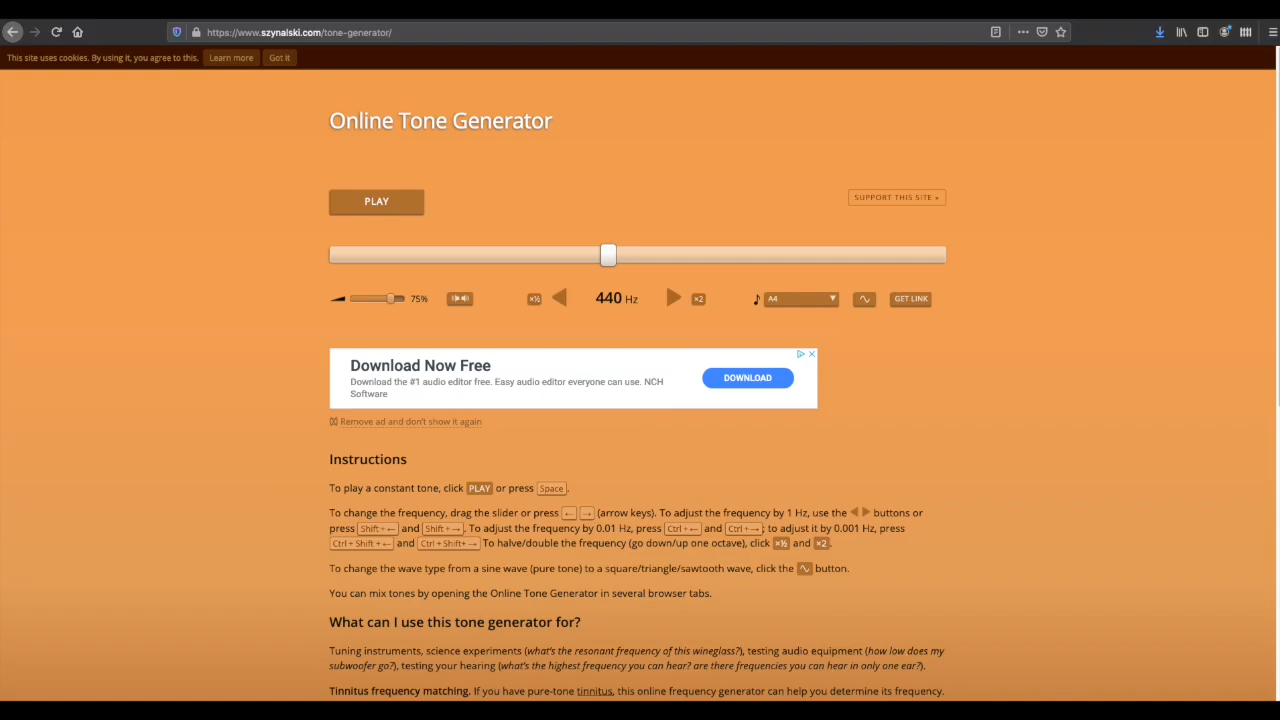 https://www.szynalski.com/tone-generator/
This site uses cookies. By using it, you agree to this. Learn more Got it
Online Tone Generator
PLAY
SUPPORT THIS SITE »
75% ×½ 440 Hz ×2 A4 GET LINK
Download Now Free
Download the #1 audio editor free. Easy audio editor everyone can use. NCH
Software
DOWNLOAD
Remove ad and don't show it again
Instructions
To play a constant tone, click PLAY or press Space.
To change the frequency, drag the slider or press ← → (arrow keys). To adjust the frequency by 1 Hz, use the ◀ ▶ buttons or
press Shift + ← and Shift + →. To adjust the frequency by 0.01 Hz, press Ctrl + ← and Ctrl + →; to adjust it by 0.001 Hz, press
Ctrl + Shift + ← and Ctrl + Shift+ → To halve/double the frequency (go down/up one octave), click ×½ and ×2.
To change the wave type from a sine wave (pure tone) to a square/triangle/sawtooth wave, click the button.
You can mix tones by opening the Online Tone Generator in several browser tabs.
What can I use this tone generator for?
Tuning instruments, science experiments (what's the resonant frequency of this wineglass?), testing audio equipment (how low does my
subwoofer go?), testing your hearing (what's the highest frequency you can hear? are there frequencies you can hear in only one ear?).
Tinnitus frequency matching. If you have pure-tone tinnitus, this online frequency generator can help you determine its frequency.